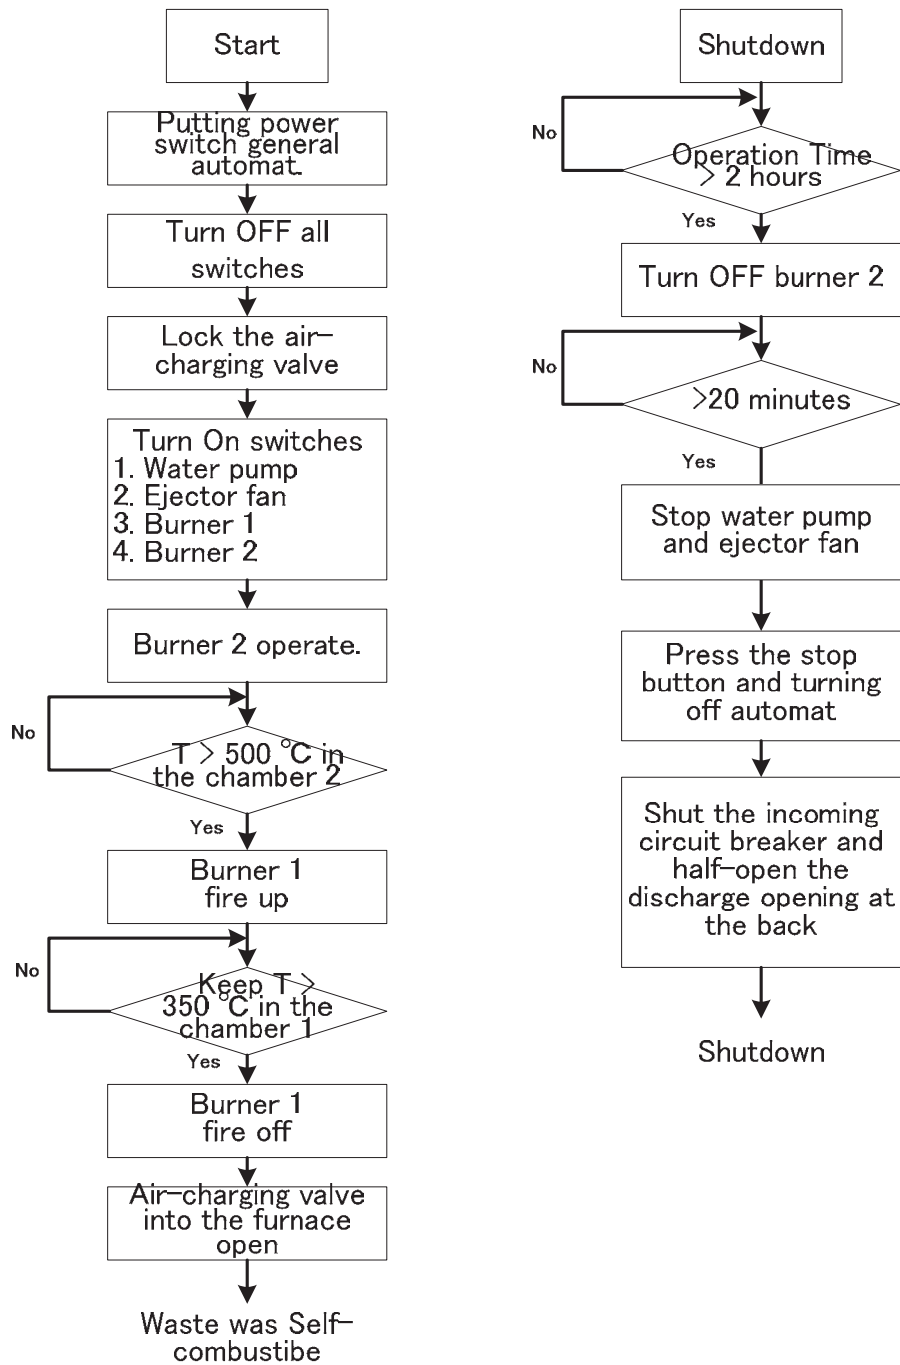 Start
Putting power
switch general
automat.
Turn OFF all
switches
Lock the air-
charging valve
Turn On switches
1. Water pump
2. Ejector fan
3. Burner 1
4. Burner 2
Burner 2 operate.
No
T > 500 °C in
the chamber 2
Yes
Burner 1
fire up
No
Keep T >
350 °C in the
chamber 1
Yes
Burner 1
fire off
Air-charging valve
into the furnace
open
Waste was Self-
combustibe
Shutdown
No
Operation Time
> 2 hours
Yes
Turn OFF burner 2
No
>20 minutes
Yes
Stop water pump
and ejector fan
Press the stop
button and turning
off automat
Shut the incoming
circuit breaker and
half-open the
discharge opening at
the back
Shutdown